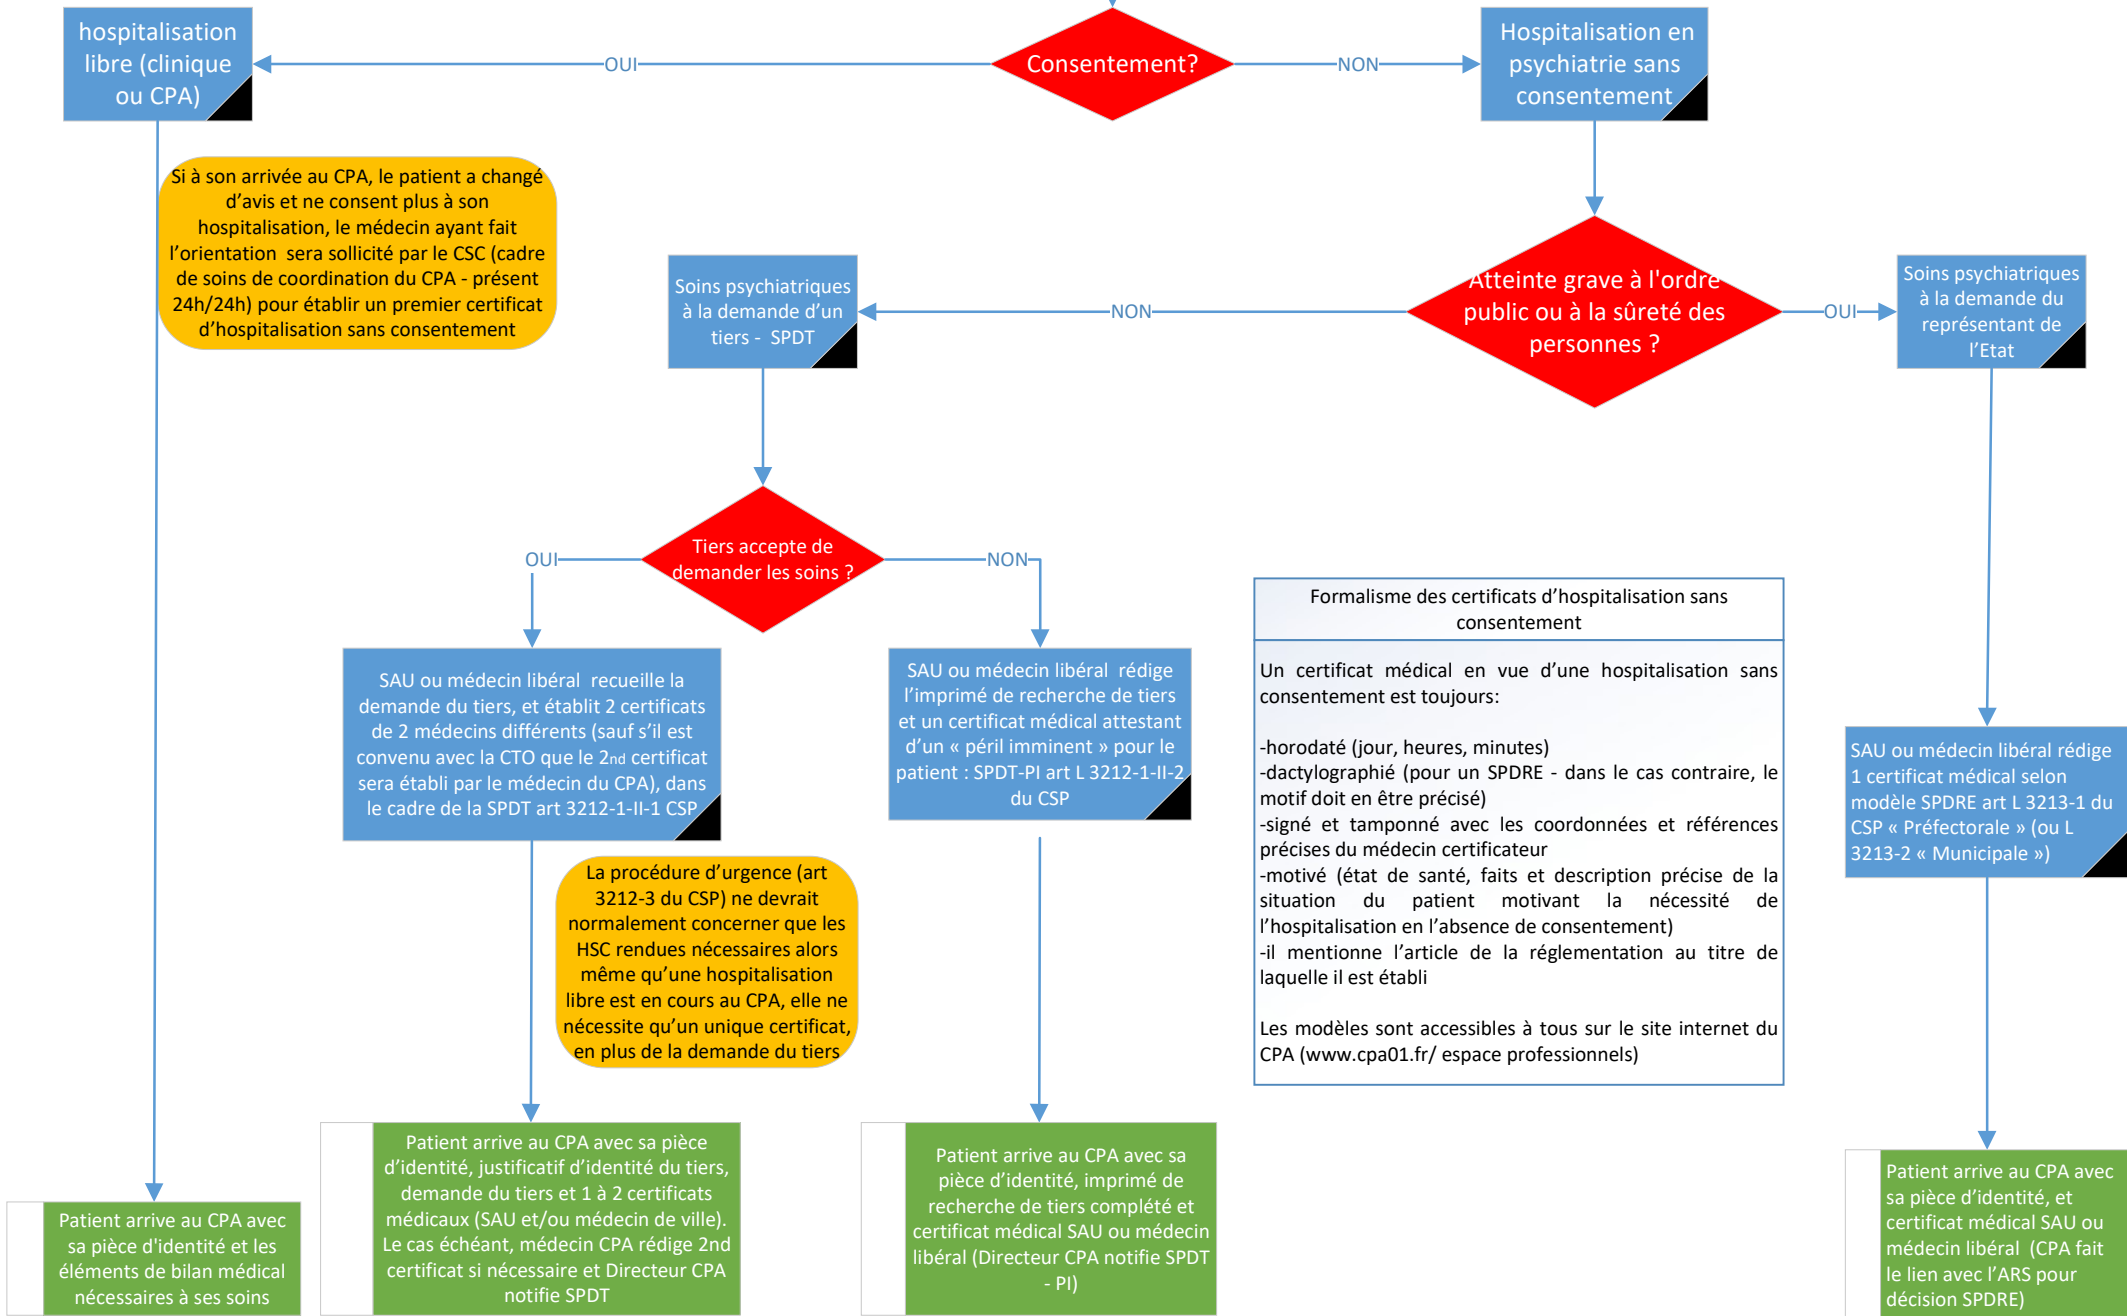 hospitalisation
libre (clinique
ou CPA)
OUI
Consentement?
NON
Hospitalisation en
psychiatrie sans
consentement
Si à son arrivée au CPA, le patient a changé
d’avis et ne consent plus à son
hospitalisation, le médecin ayant fait
l’orientation sera sollicité par le CSC (cadre
de soins de coordination du CPA - présent
24h/24h) pour établir un premier certificat
d’hospitalisation sans consentement
Soins psychiatriques
à la demande d’un
tiers - SPDT
NON
Atteinte grave à l'ordre
public ou à la sûreté des
personnes ?
OUI
Soins psychiatriques
à la demande du
représentant de
l’Etat
OUI
Tiers accepte de
demander les soins ?
NON
SAU ou médecin libéral recueille la
demande du tiers, et établit 2 certificats
de 2 médecins différents (sauf s’il est
convenu avec la CTO que le 2nd certificat
sera établi par le médecin du CPA), dans
le cadre de la SPDT art 3212-1-II-1 CSP
SAU ou médecin libéral rédige
l’imprimé de recherche de tiers
et un certificat médical attestant
d’un « péril imminent » pour le
patient : SPDT-PI art L 3212-1-II-2
du CSP
Formalisme des certificats d’hospitalisation sans
consentement
Un certificat médical en vue d’une hospitalisation sans
consentement est toujours:
-horodaté (jour, heures, minutes)
-dactylographié (pour un SPDRE - dans le cas contraire, le
motif doit en être précisé)
-signé et tamponné avec les coordonnées et références
précises du médecin certificateur
-motivé (état de santé, faits et description précise de la
situation du patient motivant la nécessité de
l’hospitalisation en l’absence de consentement)
-il mentionne l’article de la réglementation au titre de
laquelle il est établi
Les modèles sont accessibles à tous sur le site internet du
CPA (www.cpa01.fr/ espace professionnels)
SAU ou médecin libéral rédige
1 certificat médical selon
modèle SPDRE art L 3213-1 du
CSP « Préfectorale » (ou L
3213-2 « Municipale »)
La procédure d’urgence (art
3212-3 du CSP) ne devrait
normalement concerner que les
HSC rendues nécessaires alors
même qu’une hospitalisation
libre est en cours au CPA, elle ne
nécessite qu’un unique certificat,
en plus de la demande du tiers
Patient arrive au CPA avec
sa pièce d'identité et les
éléments de bilan médical
nécessaires à ses soins
Patient arrive au CPA avec sa pièce
d’identité, justificatif d’identité du tiers,
demande du tiers et 1 à 2 certificats
médicaux (SAU et/ou médecin de ville).
Le cas échéant, médecin CPA rédige 2nd
certificat si nécessaire et Directeur CPA
notifie SPDT
Patient arrive au CPA avec sa
pièce d’identité, imprimé de
recherche de tiers complété et
certificat médical SAU ou médecin
libéral (Directeur CPA notifie SPDT
- PI)
Patient arrive au CPA avec
sa pièce d’identité, et
certificat médical SAU ou
médecin libéral (CPA fait
le lien avec l’ARS pour
décision SPDRE)